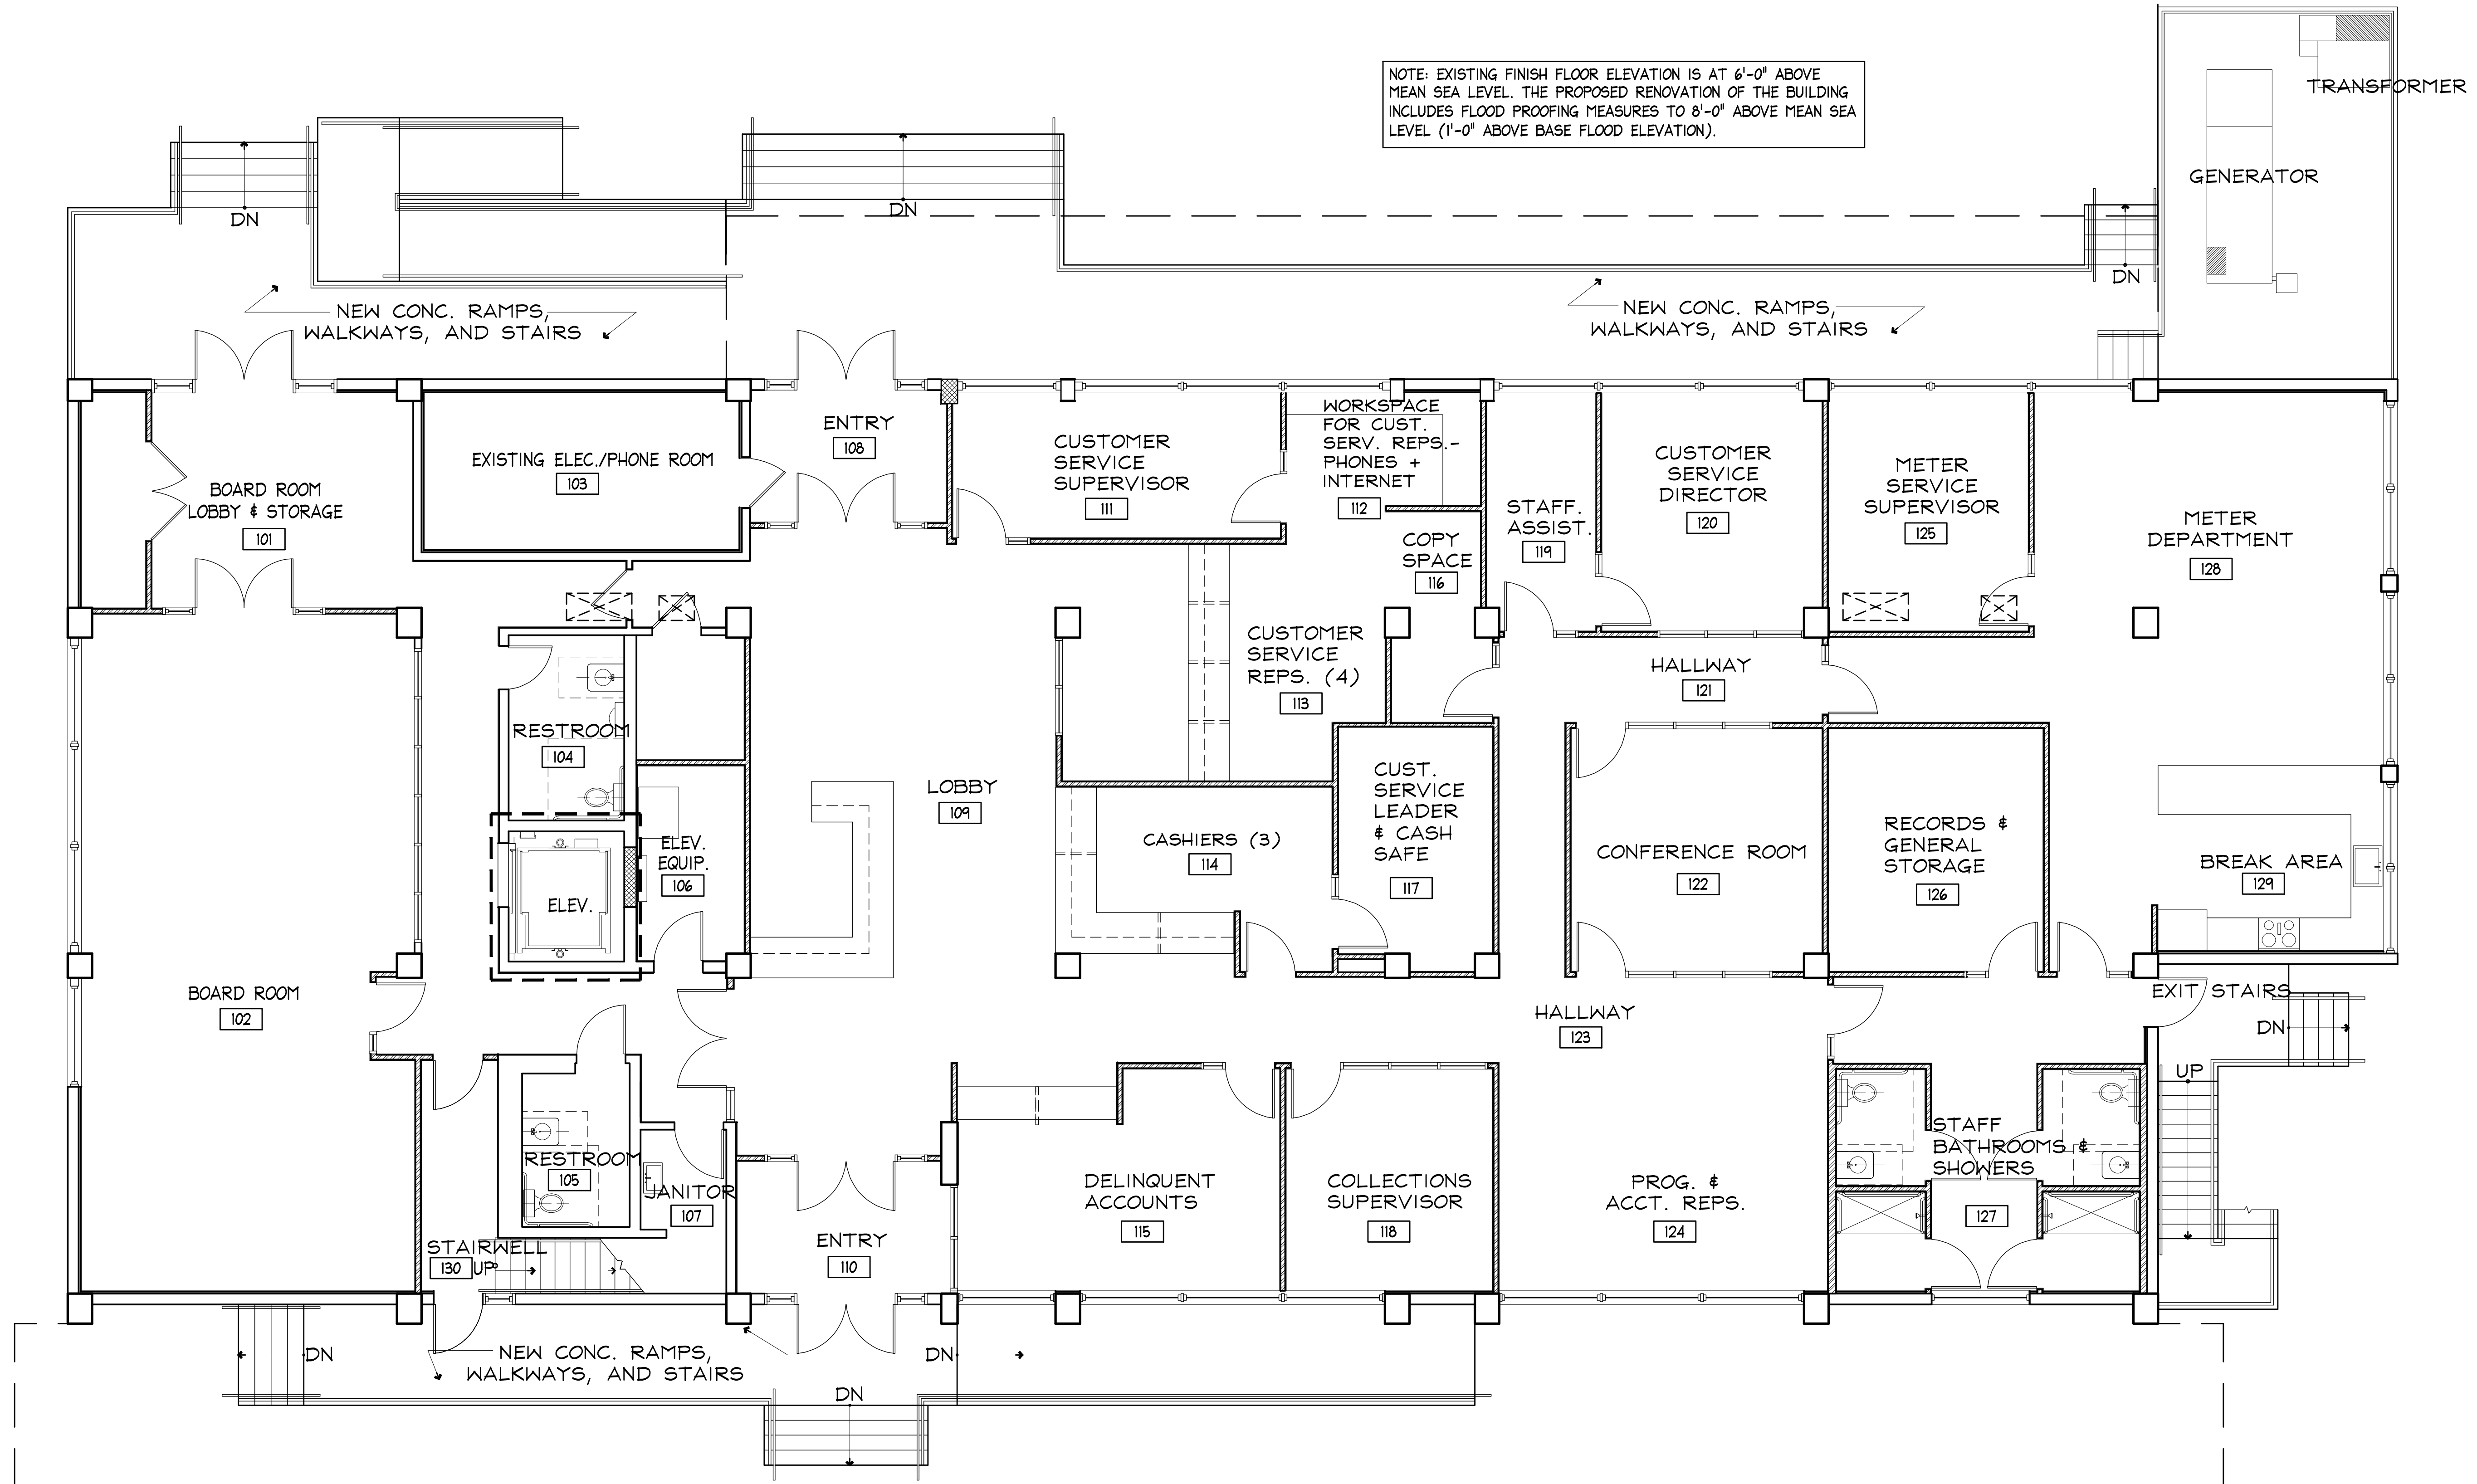 NOTE: EXISTING FINISH FLOOR ELEVATION IS AT 6'-0" ABOVE
MEAN SEA LEVEL. THE PROPOSED RENOVATION OF THE BUILDING
INCLUDES FLOOD PROOFING MEASURES TO 8'-0" ABOVE MEAN SEA
LEVEL (1'-0" ABOVE BASE FLOOD ELEVATION).
TRANSFORMER
GENERATOR
DN
DN
DN
NEW CONC. RAMPS,
WALKWAYS, AND STAIRS
NEW CONC. RAMPS,
WALKWAYS, AND STAIRS
BOARD ROOM
LOBBY & STORAGE
101
EXISTING ELEC./PHONE ROOM
103
ENTRY
108
CUSTOMER
SERVICE
SUPERVISOR
111
WORKSPACE
FOR CUST.
SERV. REPS.-
PHONES +
INTERNET
112
COPY
SPACE
116
STAFF.
ASSIST.
119
CUSTOMER
SERVICE
DIRECTOR
120
METER
SERVICE
SUPERVISOR
125
METER
DEPARTMENT
128
CUSTOMER
SERVICE
REPS. (4)
113
HALLWAY
121
RESTROOM
104
LOBBY
109
ELEV.
EQUIP.
106
ELEV.
CASHIERS (3)
114
CUST.
SERVICE
LEADER
& CASH
SAFE
117
CONFERENCE ROOM
122
RECORDS &
GENERAL
STORAGE
126
BREAK AREA
129
BOARD ROOM
102
HALLWAY
123
EXIT STAIRS
DN
UP
RESTROOM
105
JANITOR
107
STAIRWELL
130
UP
ENTRY
110
DELINQUENT
ACCOUNTS
115
COLLECTIONS
SUPERVISOR
118
PROG. &
ACCT. REPS.
124
STAFF
BATHROOMS &
SHOWERS
127
DN
NEW CONC. RAMPS,
WALKWAYS, AND STAIRS
DN
DN